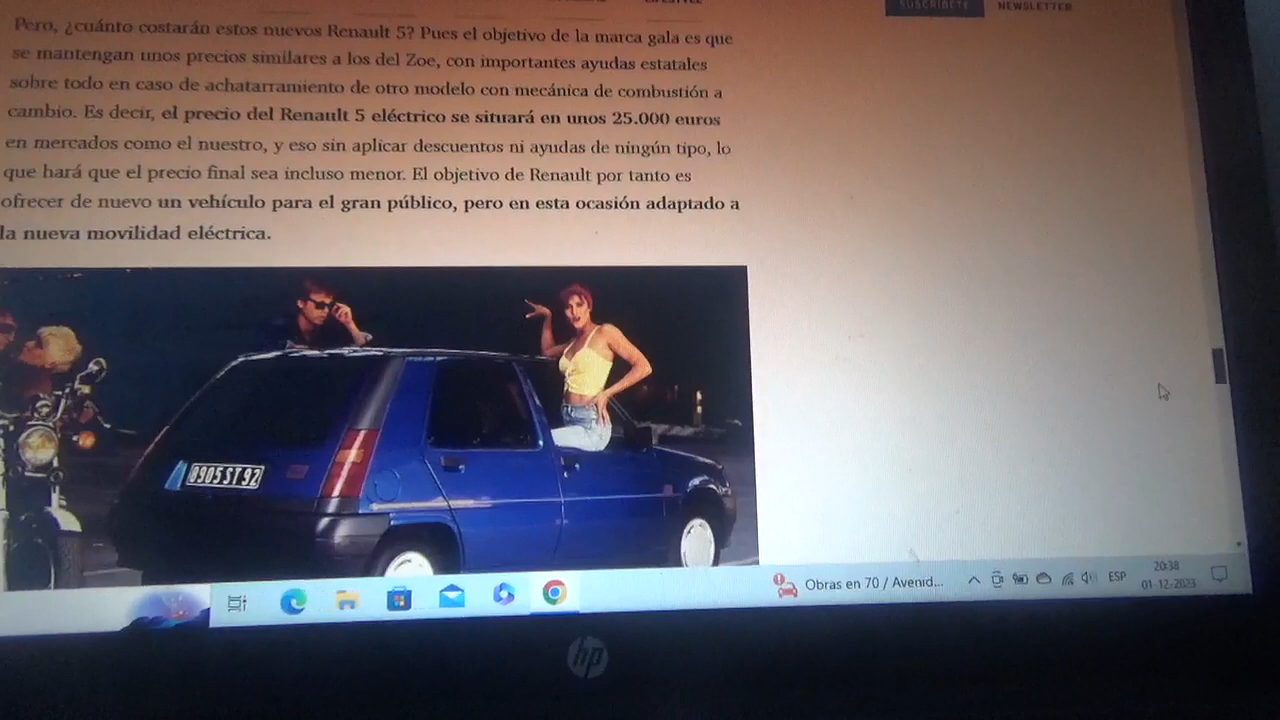 SUSCRÍBETE
NEWSLETTER
Pero, ¿cuánto costarán estos nuevos Renault 5? Pues el objetivo de la marca gala es que
se mantengan unos precios similares a los del Zoe, con importantes ayudas estatales
sobre todo en caso de achatarramiento de otro modelo con mecánica de combustión a
cambio. Es decir, el precio del Renault 5 eléctrico se situará en unos 25.000 euros
en mercados como el nuestro, y eso sin aplicar descuentos ni ayudas de ningún tipo, lo
que hará que el precio final sea incluso menor. El objetivo de Renault por tanto es
ofrecer de nuevo un vehículo para el gran público, pero en esta ocasión adaptado a
la nueva movilidad eléctrica.
8905 ST 92
Obras en 70 / Avenid...
ESP
20:38
01-12-2023
hp